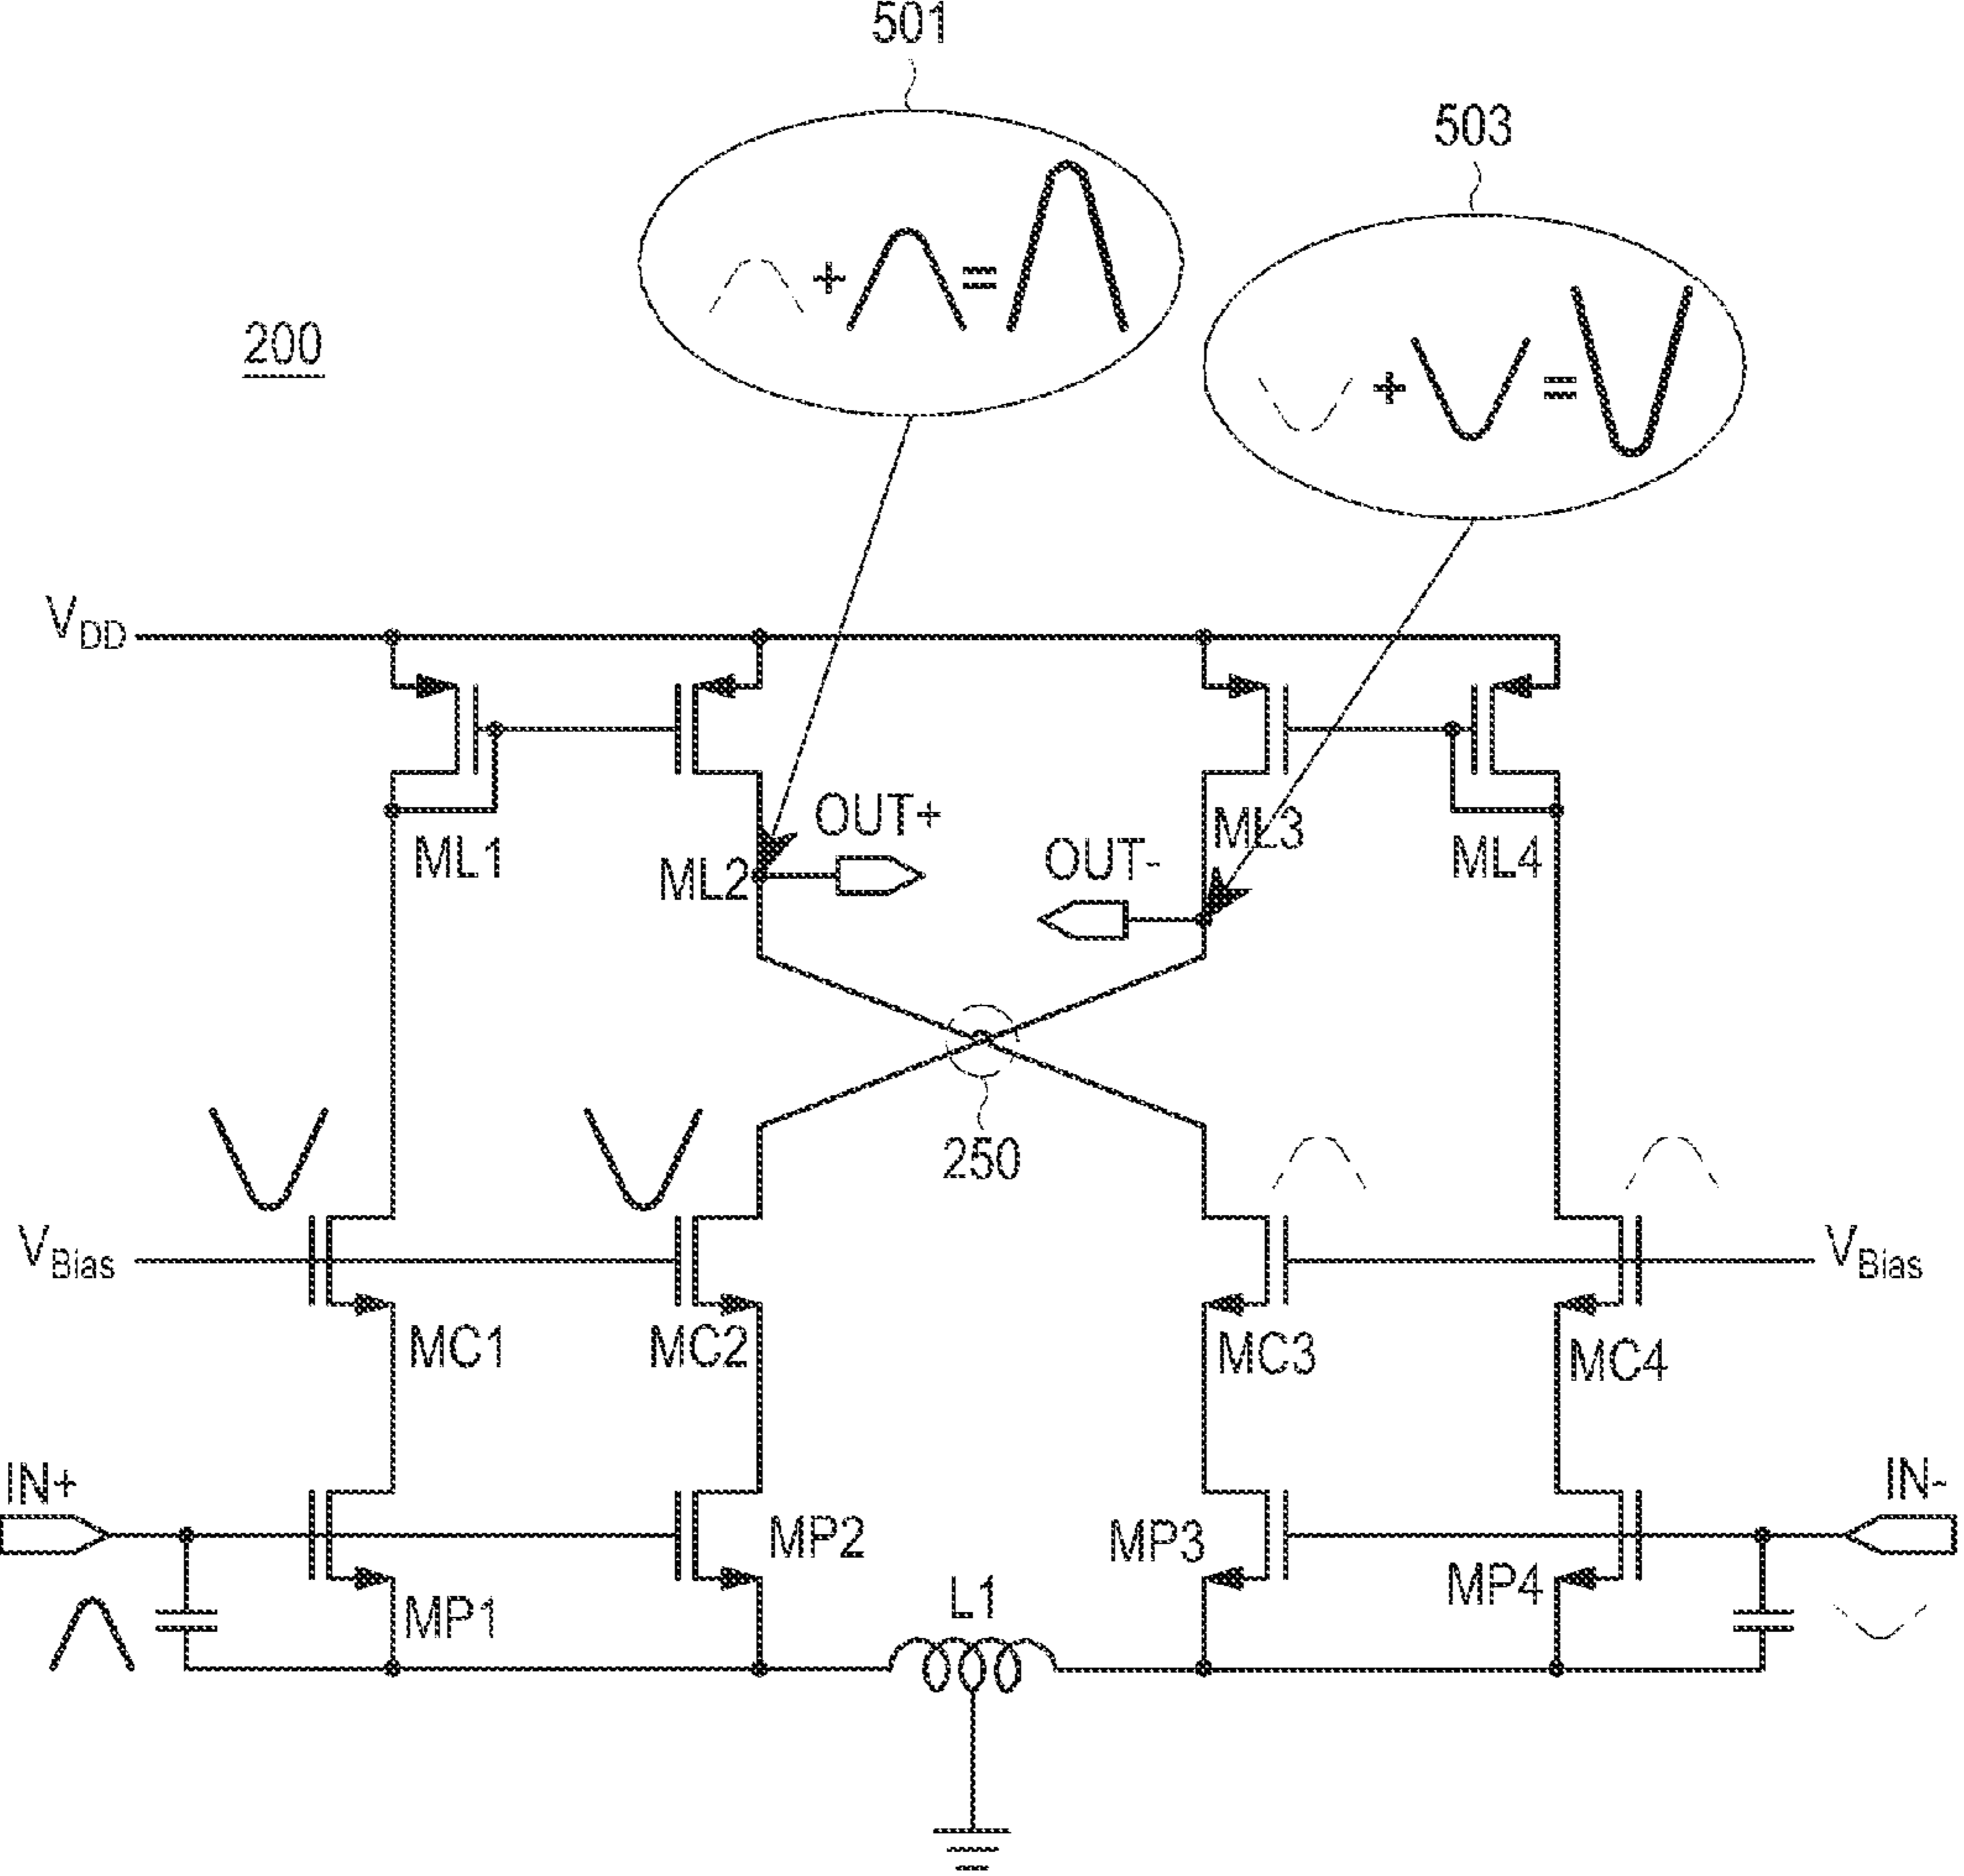 501
503
+ =
+ =
200
VDD
OUT+
ML3
ML1
ML2
OUT-
ML4
250
VBias
VBias
MC1
MC2
MC3
MC4
IN+
IN-
MP2
MP3
MP1
L1
MP4